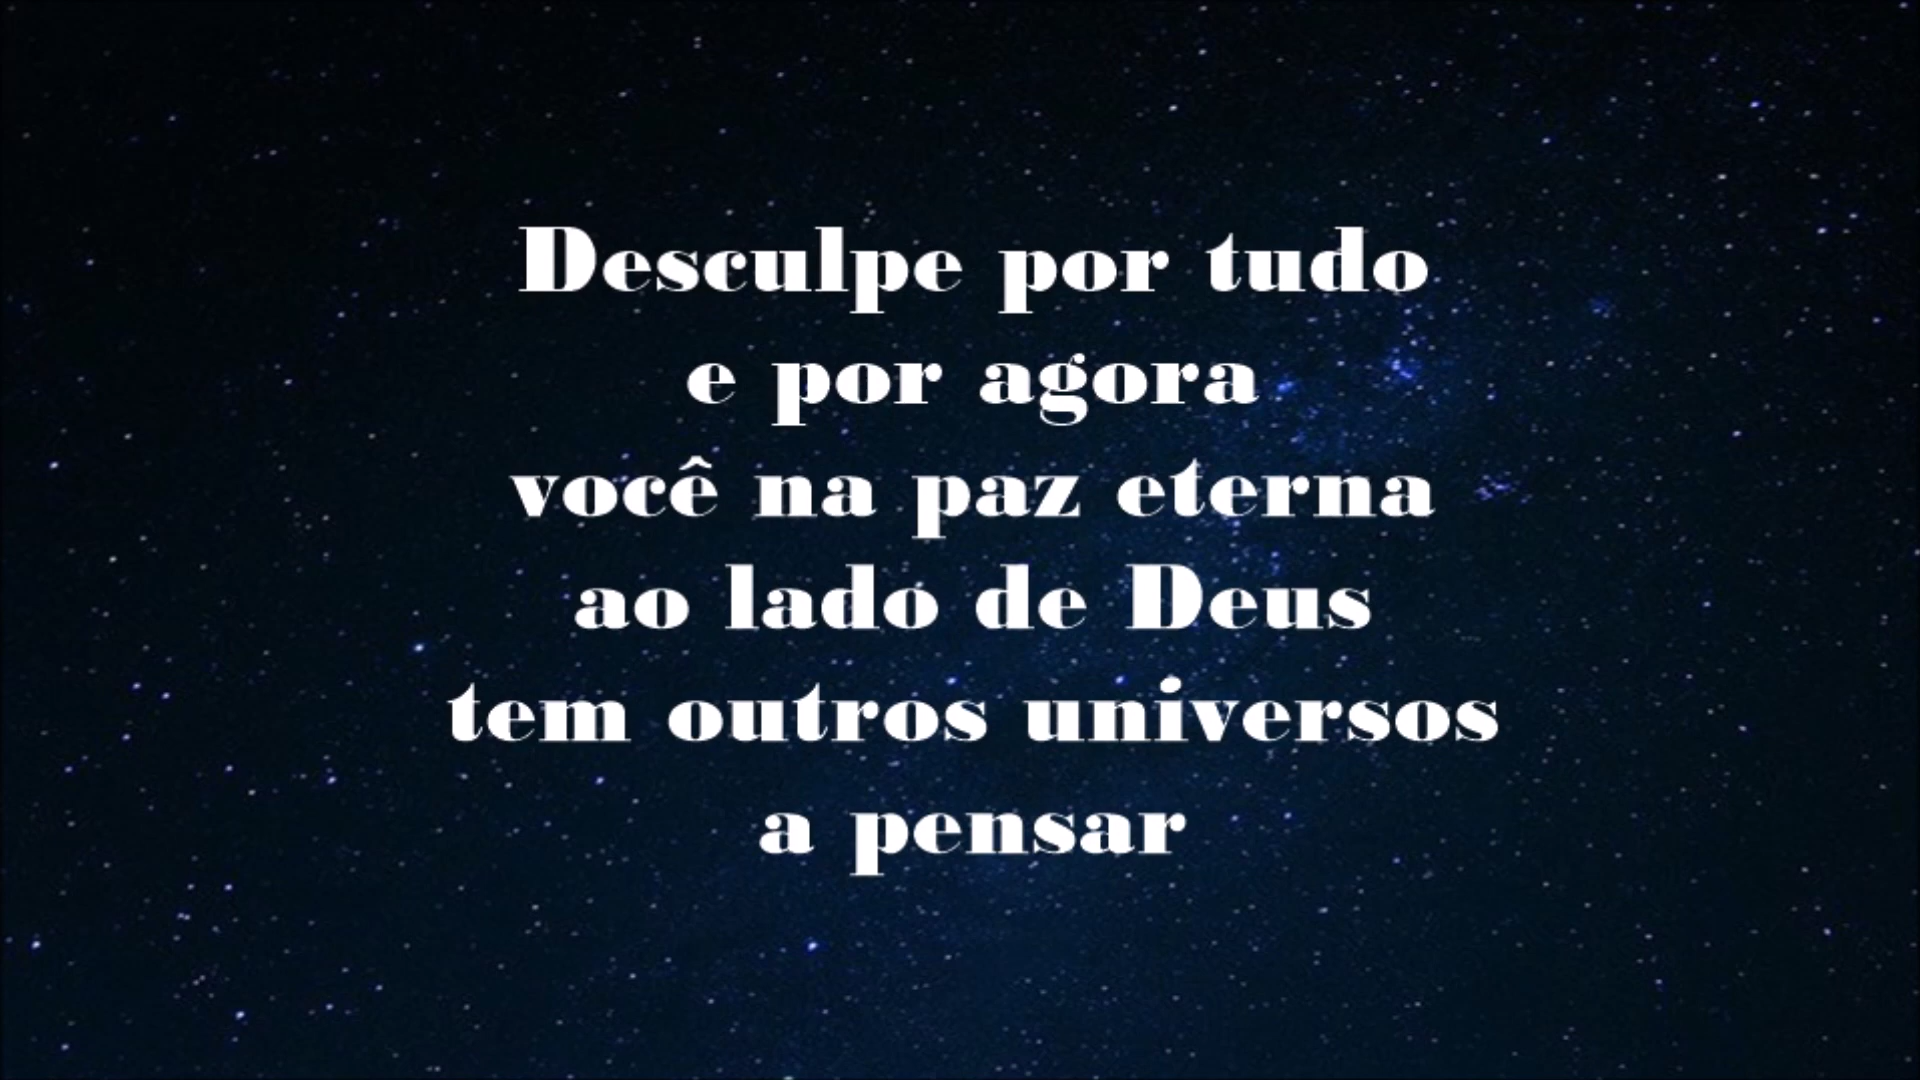 Desculpe por tudo
e por agora
você na paz eterna
ao lado de Deus
tem outros universos
a pensar